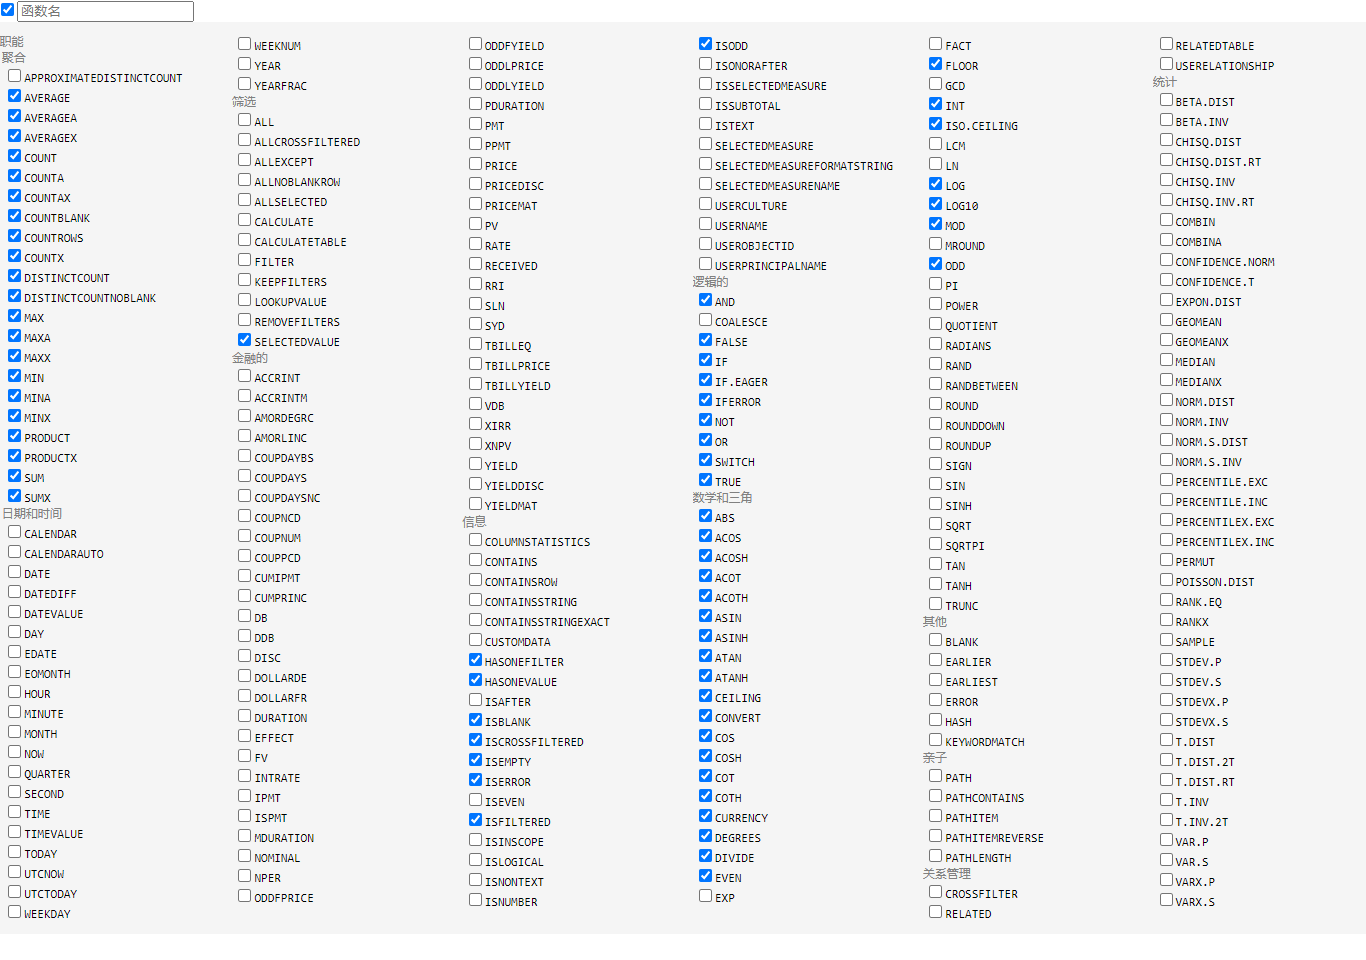 函数名
职能
聚合
APPROXIMATEDISTINCTCOUNT
AVERAGE
AVERAGEA
AVERAGEX
COUNT
COUNTA
COUNTAX
COUNTBLANK
COUNTROWS
COUNTX
DISTINCTCOUNT
DISTINCTCOUNTNOBLANK
MAX
MAXA
MAXX
MIN
MINA
MINX
PRODUCT
PRODUCTX
SUM
SUMX
日期和时间
CALENDAR
CALENDARAUTO
DATE
DATEDIFF
DATEVALUE
DAY
EDATE
EOMONTH
HOUR
MINUTE
MONTH
NOW
QUARTER
SECOND
TIME
TIMEVALUE
TODAY
UTCNOW
UTCTODAY
WEEKDAY
WEEKNUM
YEAR
YEARFRAC
筛选
ALL
ALLCROSSFILTERED
ALLEXCEPT
ALLNOBLANKROW
ALLSELECTED
CALCULATE
CALCULATETABLE
FILTER
KEEPFILTERS
LOOKUPVALUE
REMOVEFILTERS
SELECTEDVALUE
金融的
ACCRINT
ACCRINTM
AMORDEGRC
AMORLINC
COUPDAYBS
COUPDAYS
COUPDAYSNC
COUPNCD
COUPNUM
COUPPCD
CUMIPMT
CUMPRINC
DB
DDB
DISC
DOLLARDE
DOLLARFR
DURATION
EFFECT
FV
INTRATE
IPMT
ISPMT
MDURATION
NOMINAL
NPER
ODDFPRICE
ODDFYIELD
ODDLPRICE
ODDLYIELD
PDURATION
PMT
PPMT
PRICE
PRICEDISC
PRICEMAT
PV
RATE
RECEIVED
RRI
SLN
SYD
TBILLEQ
TBILLPRICE
TBILLYIELD
VDB
XIRR
XNPV
YIELD
YIELDDISC
YIELDMAT
信息
COLUMNSTATISTICS
CONTAINS
CONTAINSROW
CONTAINSSTRING
CONTAINSSTRINGEXACT
CUSTOMDATA
HASONEFILTER
HASONEVALUE
ISAFTER
ISBLANK
ISCROSSFILTERED
ISEMPTY
ISERROR
ISEVEN
ISFILTERED
ISINSCOPE
ISLOGICAL
ISNONTEXT
ISNUMBER
ISODD
ISONORAFTER
ISSELECTEDMEASURE
ISSUBTOTAL
ISTEXT
SELECTEDMEASURE
SELECTEDMEASUREFORMATSTRING
SELECTEDMEASURENAME
USERCULTURE
USERNAME
USEROBJECTID
USERPRINCIPALNAME
逻辑的
AND
COALESCE
FALSE
IF
IF.EAGER
IFERROR
NOT
OR
SWITCH
TRUE
数学和三角
ABS
ACOS
ACOSH
ACOT
ACOTH
ASIN
ASINH
ATAN
ATANH
CEILING
CONVERT
COS
COSH
COT
COTH
CURRENCY
DEGREES
DIVIDE
EVEN
EXP
FACT
FLOOR
GCD
INT
ISO.CEILING
LCM
LN
LOG
LOG10
MOD
MROUND
ODD
PI
POWER
QUOTIENT
RADIANS
RAND
RANDBETWEEN
ROUND
ROUNDDOWN
ROUNDUP
SIGN
SIN
SINH
SQRT
SQRTPI
TAN
TANH
TRUNC
其他
BLANK
EARLIER
EARLIEST
ERROR
HASH
KEYWORDMATCH
亲子
PATH
PATHCONTAINS
PATHITEM
PATHITEMREVERSE
PATHLENGTH
关系管理
CROSSFILTER
RELATED
RELATEDTABLE
USERELATIONSHIP
统计
BETA.DIST
BETA.INV
CHISQ.DIST
CHISQ.DIST.RT
CHISQ.INV
CHISQ.INV.RT
COMBIN
COMBINA
CONFIDENCE.NORM
CONFIDENCE.T
EXPON.DIST
GEOMEAN
GEOMEANX
MEDIAN
MEDIANX
NORM.DIST
NORM.INV
NORM.S.DIST
NORM.S.INV
PERCENTILE.EXC
PERCENTILE.INC
PERCENTILEX.EXC
PERCENTILEX.INC
PERMUT
POISSON.DIST
RANK.EQ
RANKX
SAMPLE
STDEV.P
STDEV.S
STDEVX.P
STDEVX.S
T.DIST
T.DIST.2T
T.DIST.RT
T.INV
T.INV.2T
VAR.P
VAR.S
VARX.P
VARX.S